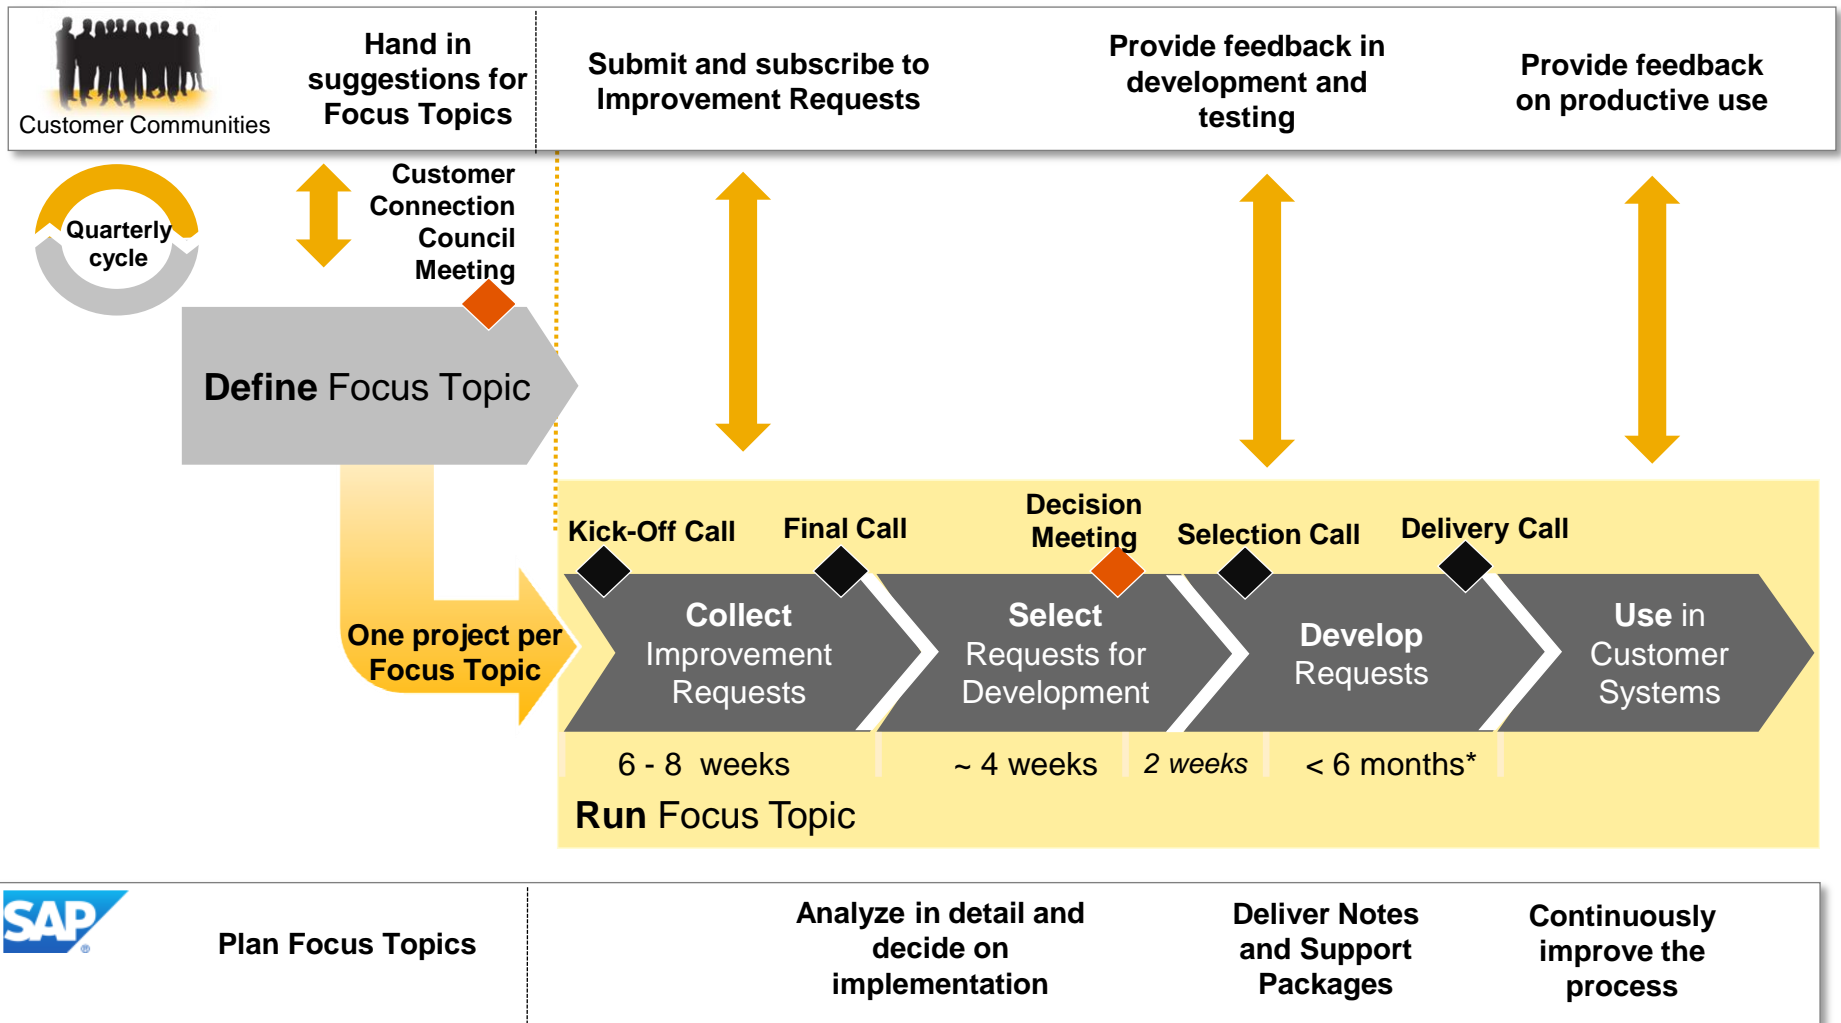 Customer Communities
Hand in
suggestions for
Focus Topics
Submit and subscribe to
Improvement Requests
Provide feedback in
development and
testing
Provide feedback
on productive use
Quarterly
cycle
Customer
Connection
Council
Meeting
Define Focus Topic
One project per
Focus Topic
Kick-Off Call
Final Call
Decision
Meeting
Selection Call
Delivery Call
Collect
Improvement
Requests
Select
Requests for
Development
Develop
Requests
Use in
Customer
Systems
6 - 8 weeks
~ 4 weeks
2 weeks
< 6 months*
Run Focus Topic
SAP
®
Plan Focus Topics
Analyze in detail and
decide on
implementation
Deliver Notes
and Support
Packages
Continuously
improve the
process